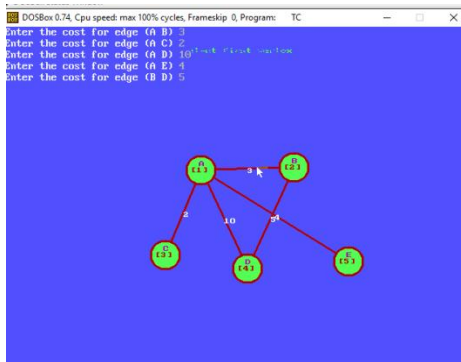 DOSBox 0.74, Cpu speed: max 100% cycles, Frameskip 0, Program: TC
Enter the cost for edge (A B) 3
Enter the cost for edge (A C) 2
Enter the cost for edge (A D) 10
Enter the cost for edge (A E) 4
Enter the cost for edge (B D) 5
A
[1]
3
B
[2]
2
10
4
C
[3]
D
[4]
E
[5]